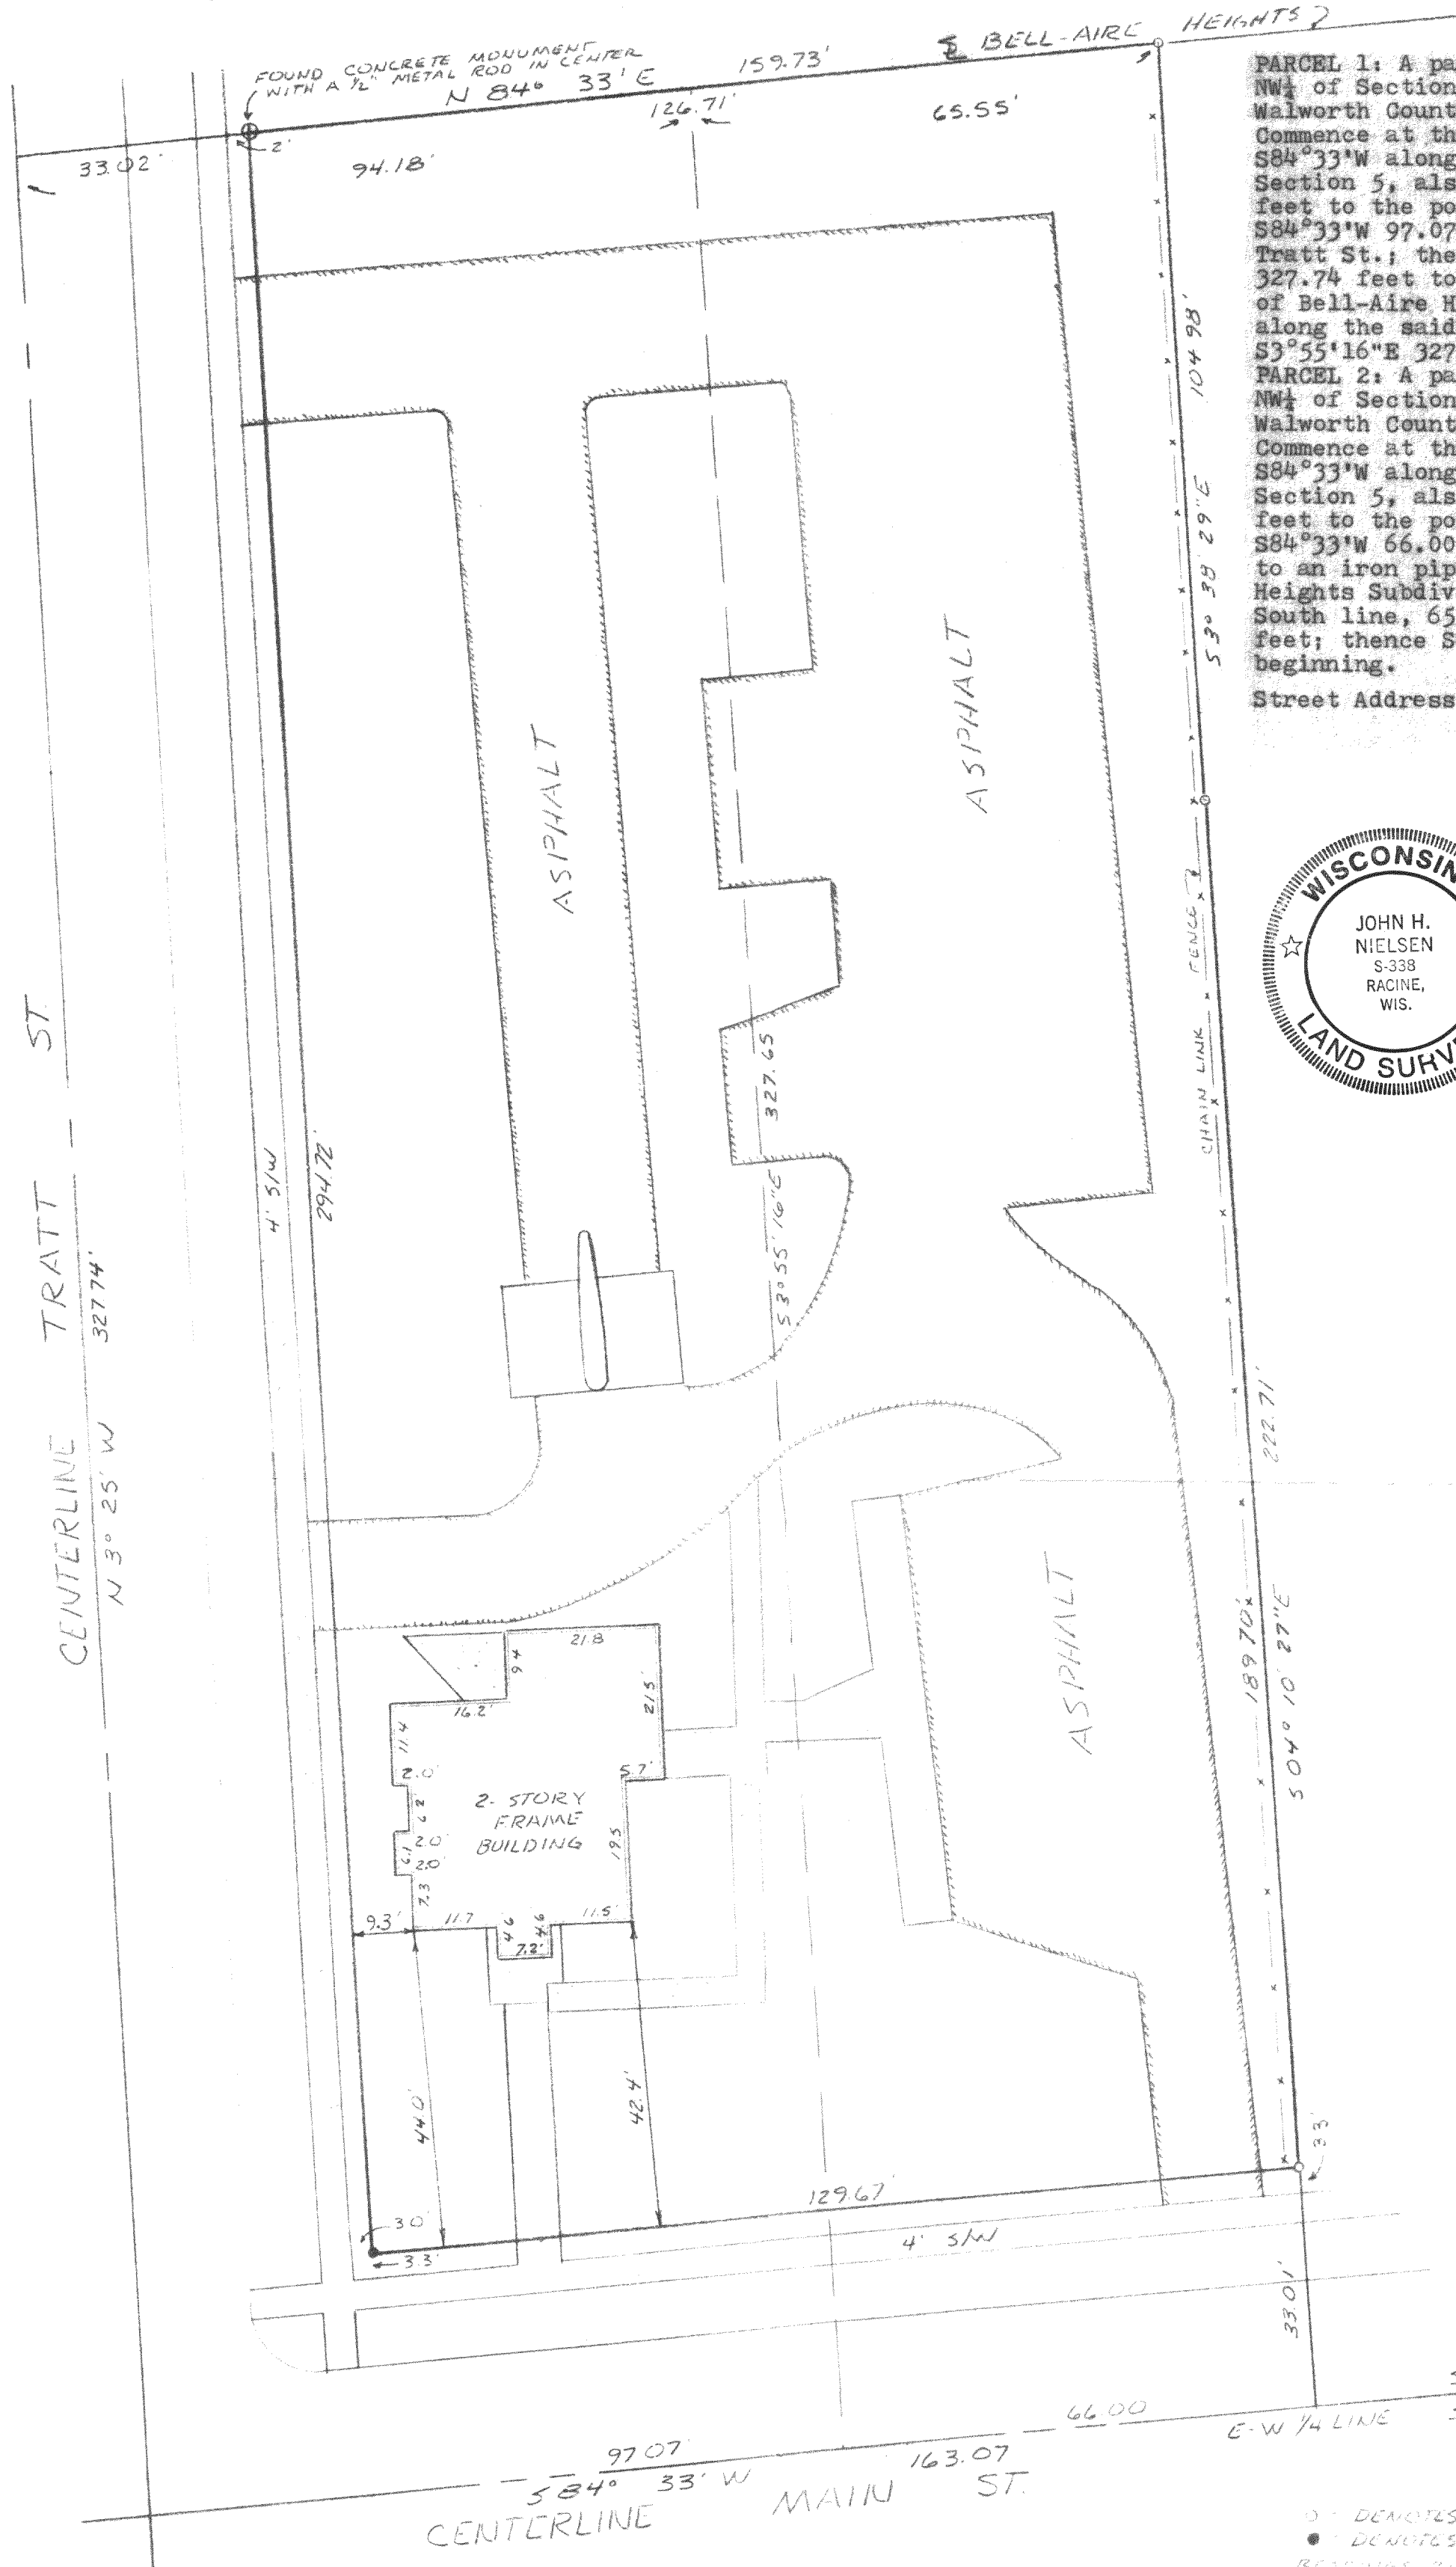 ℄ BELL-AIRE HEIGHTS
FOUND CONCRETE MONUMENT
WITH A ½" METAL ROD IN CENTER
N 84° 33' E
159.73'
126.71'
33.02'
2'
94.18'
65.55'
PARCEL 1: A pa
NW¼ of Section
Walworth Count
Commence at th
S84°33'W along
Section 5, als
feet to the po
S84°33'W 97.07
Tratt St.; the
327.74 feet to
of Bell-Aire H
along the said
S3°55'16"E 327
PARCEL 2: A pa
NW¼ of Section
Walworth Count
Commence at th
S84°33'W along
Section 5, als
feet to the po
S84°33'W 66.00
to an iron pip
Heights Subdiv
South line, 65
feet; thence S
beginning.
Street Address
104.98'
S 3° 38' 29" E
ASPHALT
ASPHALT
WISCONSIN
JOHN H.
NIELSEN
S-338
RACINE,
WIS.
LAND SURV
CHAIN LINK FENCE
CENTERLINE TRATT ST
N 3° 25' W 327.74'
4' S/W
294.72'
S 3° 55' 16" E 327.65
222.71'
189.70'
S 04° 10' 27" E
ASPHALT
21.8
9.4
16.2'
21.5
11.4
2.0'
5.7'
6.2
2-STORY
FRAME
BUILDING
2.0'
6.1
2.0'
19.5
7.3
9.3'
11.7
11.5'
4.6
4.6
7.2'
44.0'
42.4'
3.0'
3.3'
129.67'
4' S/W
3.3'
33.01'
66.00
E-W 1/4 LINE
97.07'
163.07
S 84° 33' W
CENTERLINE MAIN ST.
○ - DENOTES
● - DENOTES